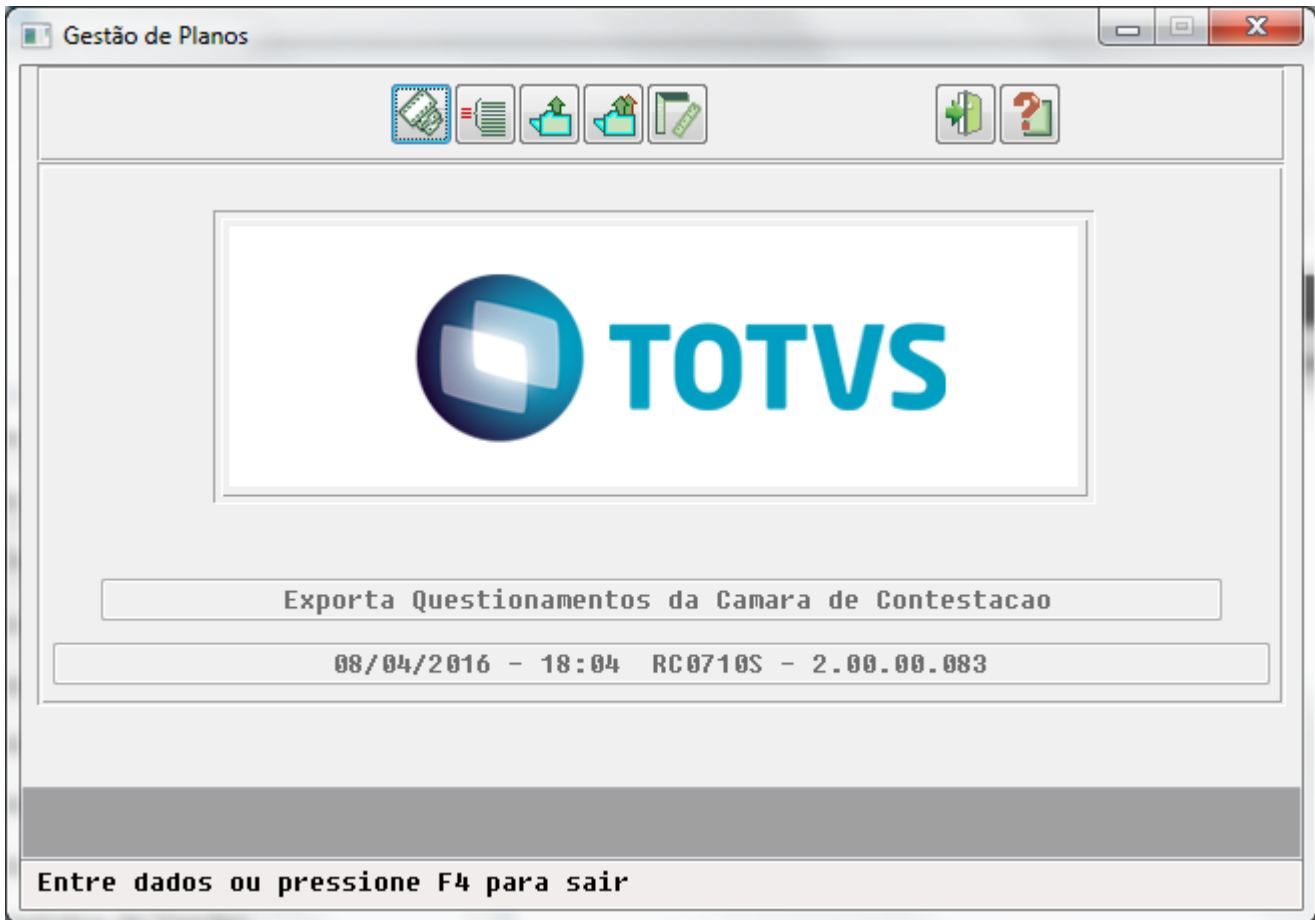 Gestão de Planos
TOTVS
Exporta Questionamentos da Camara de Contestacao
08/04/2016 - 18:04 RC0710S - 2.00.00.083
Entre dados ou pressione F4 para sair